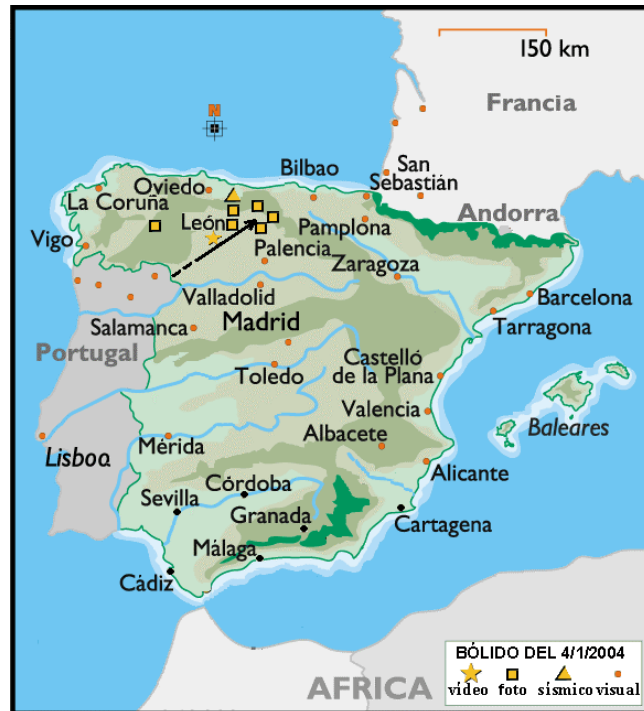 150 km
Francia
N
Bilbao
San
Sebastián
Oviedo
La Coruña
Andorra
León
Pamplona
Vigo
Palencia
Zaragoza
Valladolid
Barcelona
Salamanca
Madrid
Tarragona
Portugal
Toledo
Castelló
de la Plana
Valencia
Baleares
Lisboa
Mérida
Albacete
Alicante
Córdoba
Sevilla
Granada
Cartagena
Málaga
Cádiz
AFRICA
BÓLIDO DEL 4/1/2004
vídeo foto sísmico visual